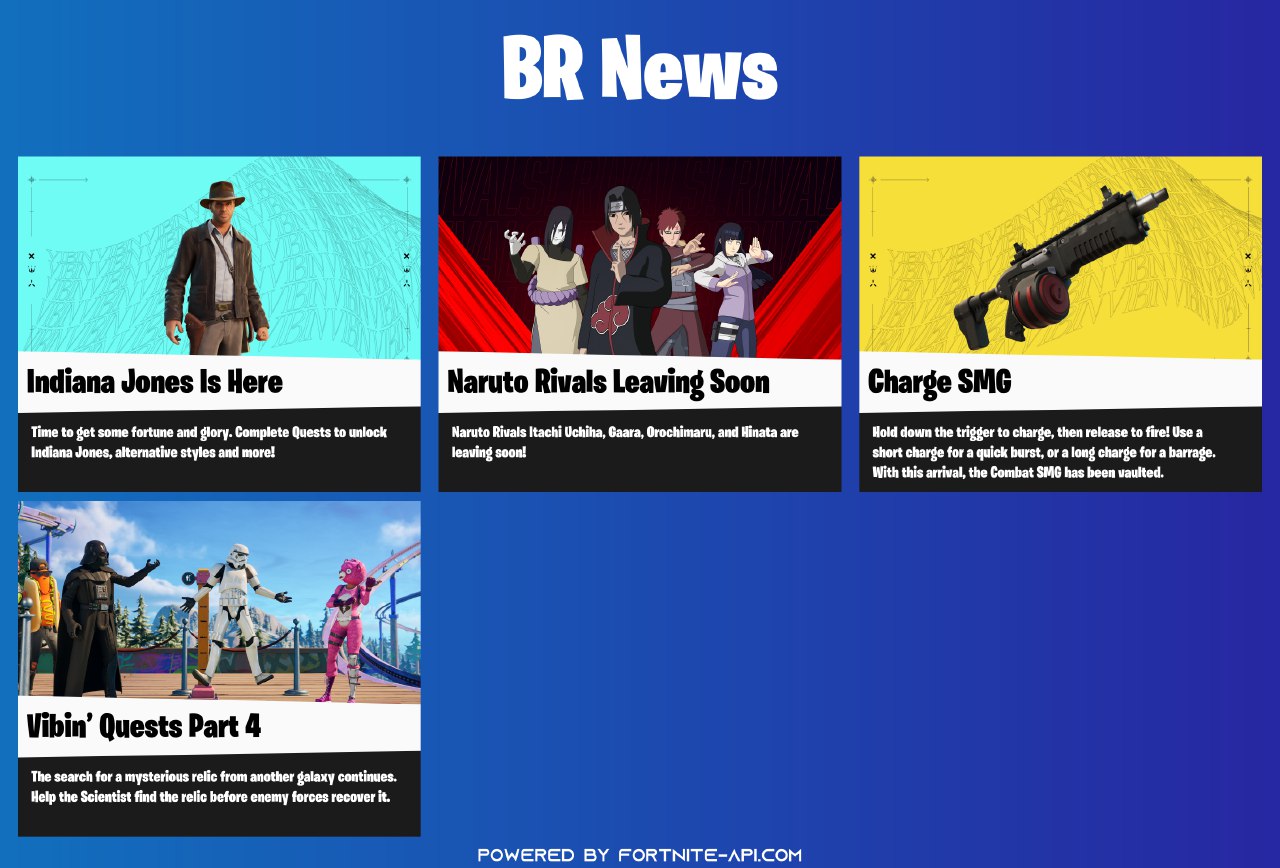 BR News
Indiana Jones Is Here
Time to get some fortune and glory. Complete Quests to unlock
Indiana Jones, alternative styles and more!
Naruto Rivals Leaving Soon
Naruto Rivals Itachi Uchiha, Gaara, Orochimaru, and Hinata are
leaving soon!
Charge SMG
Hold down the trigger to charge, then release to fire! Use a
short charge for a quick burst, or a long charge for a barrage.
With this arrival, the Combat SMG has been vaulted.
Vibin’ Quests Part 4
The search for a mysterious relic from another galaxy continues.
Help the Scientist find the relic before enemy forces recover it.
POWERED BY FORTNITE-API.COM